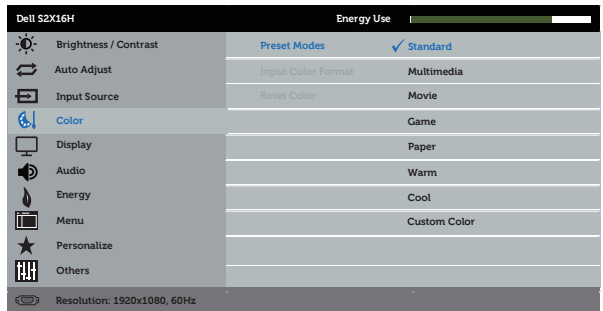 Dell S2X16H Energy Use
Brightness / Contrast Preset Modes Standard
Auto Adjust Input Color Format Multimedia
Input Source Reset Color Movie
Color Game
Display Paper
Audio Warm
Energy Cool
Menu Custom Color
Personalize
Others
Resolution: 1920x1080, 60Hz